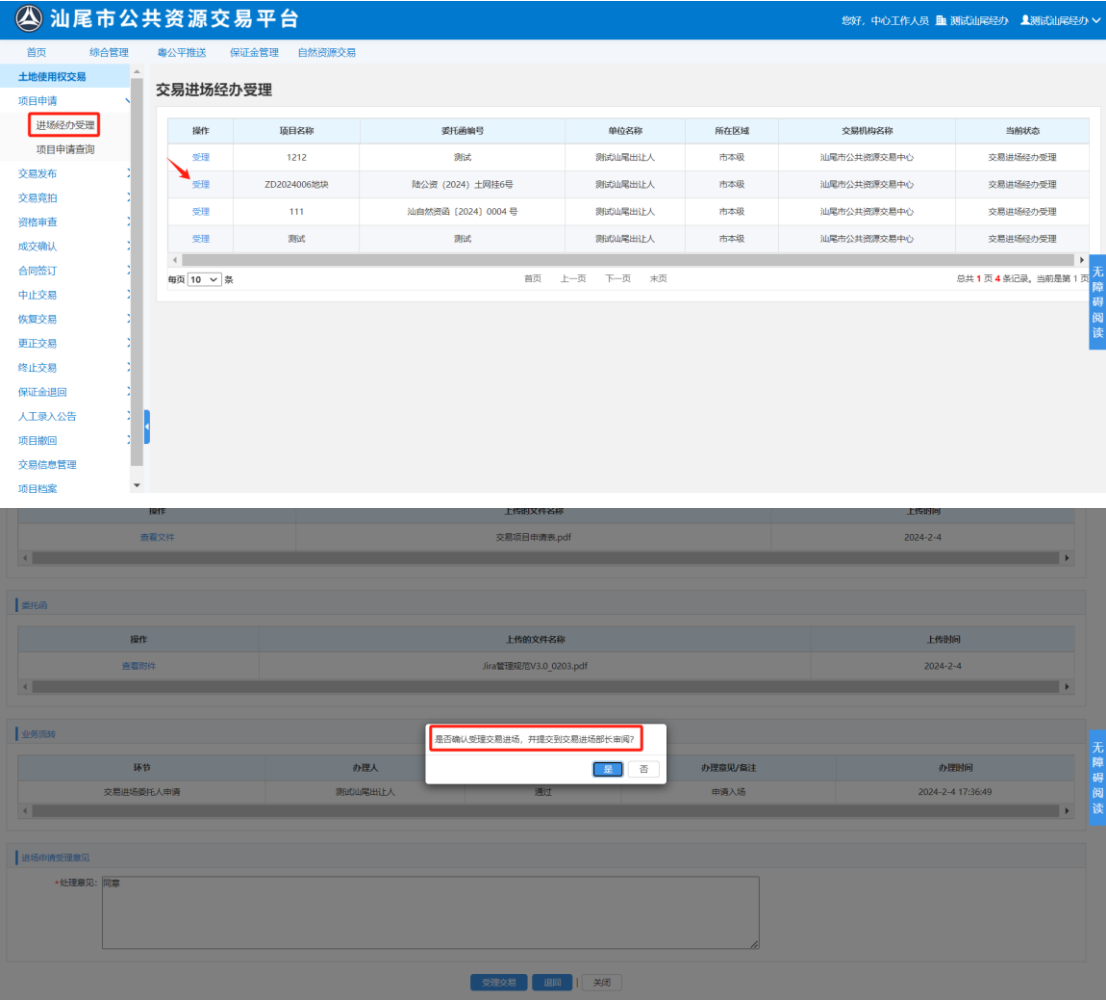 汕尾市公共资源交易平台
您好，中心工作人员 测试汕尾经办 测试汕尾经办
首页 综合管理 粤公平推送 保证金管理 自然资源交易
土地使用权交易
项目申请
进场经办受理
项目申请查询
交易发布
交易竞拍
资格审查
成交确认
合同签订
中止交易
恢复交易
更正交易
终止交易
保证金退回
人工录入公告
项目撤回
交易信息管理
项目档案
交易进场经办受理
操作 项目名称 委托函编号 单位名称 所在区域 交易机构名称 当前状态
受理 1212 测试 测试汕尾出让人 市本级 汕尾市公共资源交易中心 交易进场经办受理
受理 ZD2024006地块 陆公资（2024）土网挂6号 测试汕尾出让人 市本级 汕尾市公共资源交易中心 交易进场经办受理
受理 111 汕自然资函〔2024〕0004 号 测试汕尾出让人 市本级 汕尾市公共资源交易中心 交易进场经办受理
受理 测试 测试 测试汕尾出让人 市本级 汕尾市公共资源交易中心 交易进场经办受理
每页 10 条 首页 上一页 下一页 末页 总共 1 页 4 条记录，当前是第 1 页
无障碍阅读
操作 上传的文件名称 上传时间
查看文件 交易项目申请表.pdf 2024-2-4
委托函
操作 上传的文件名称 上传时间
查看附件 Jira管理规范V3.0_0203.pdf 2024-2-4
业务流转
是否确认受理交易进场，并提交到交易进场部长审阅?
是 否
环节 办理人 办理意见/备注 办理时间
交易进场委托人申请 测试汕尾出让人 通过 申请入场 2024-2-4 17:36:49
无障碍阅读
进场申请受理意见
*处理意见: 同意
受理交易 退回 | 关闭